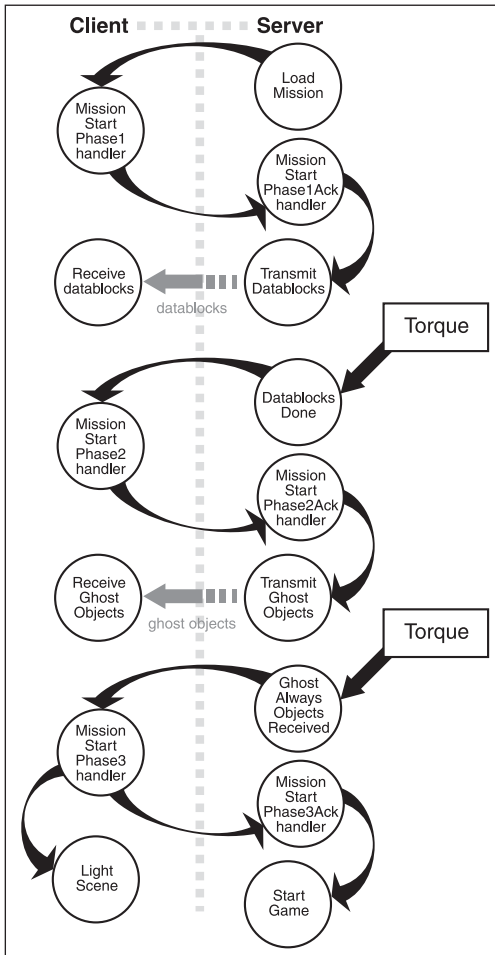 Client
Server
Load
Mission
Mission
Start
Phase1
handler
Mission
Start
Phase1Ack
handler
Receive
datablocks
datablocks
Transmit
Datablocks
Torque
Datablocks
Done
Mission
Start
Phase2
handler
Mission
Start
Phase2Ack
handler
Receive
Ghost
Objects
ghost objects
Transmit
Ghost
Objects
Torque
Ghost
Always
Objects
Received
Mission
Start
Phase3
handler
Mission
Start
Phase3Ack
handler
Light
Scene
Start
Game